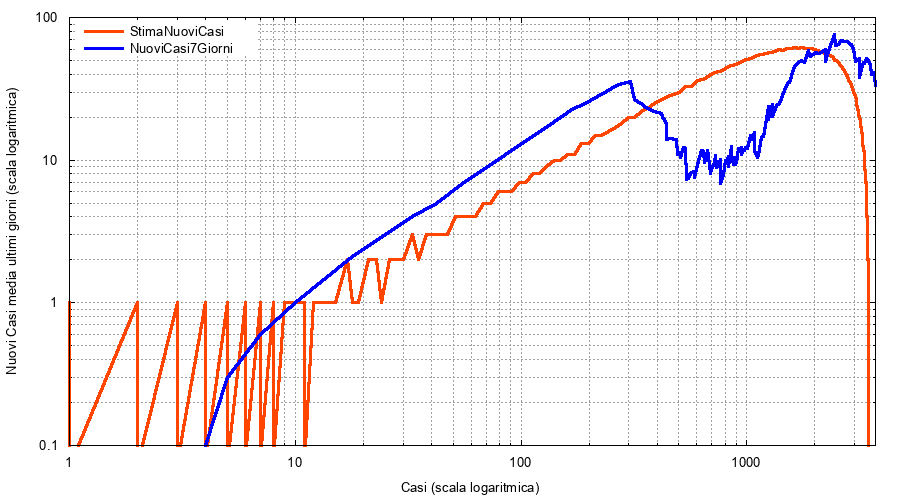 100
StimaNuoviCasi
NuoviCasi7Giorni
10
1
0.1
Nuovi Casi media ultimi giorni (scala logaritmica)
1
10
100
1000
Casi (scala logaritmica)